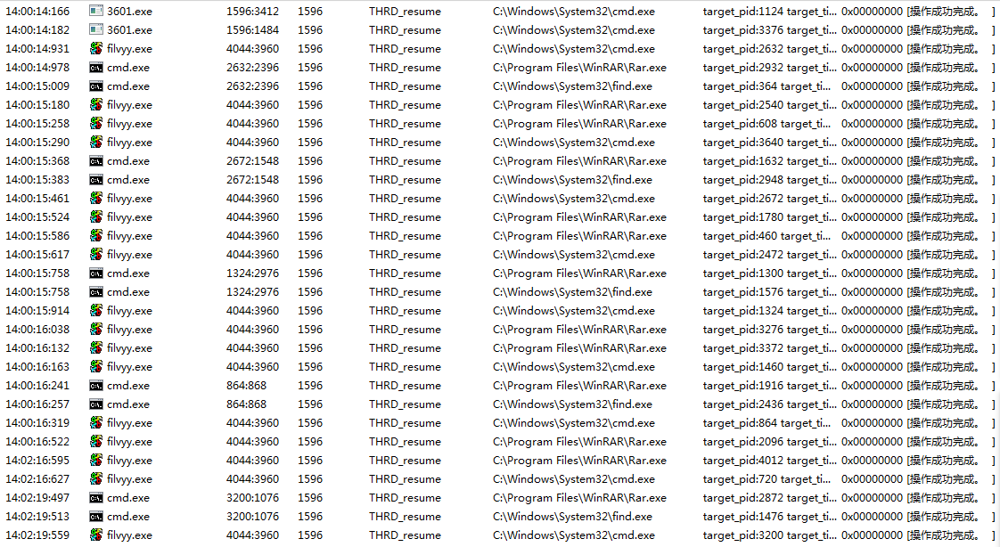 14:00:14:166 3601.exe 1596:3412 1596 THRD_resume C:\Windows\System32\cmd.exe target_pid:1124 target_ti... 0x00000000 [操作成功完成。 ]
14:00:14:182 3601.exe 1596:1484 1596 THRD_resume C:\Windows\System32\cmd.exe target_pid:3376 target_ti... 0x00000000 [操作成功完成。 ]
14:00:14:931 filvyy.exe 4044:3960 1596 THRD_resume C:\Windows\System32\cmd.exe target_pid:2632 target_ti... 0x00000000 [操作成功完成。 ]
14:00:14:978 cmd.exe 2632:2396 1596 THRD_resume C:\Program Files\WinRAR\Rar.exe target_pid:2932 target_ti... 0x00000000 [操作成功完成。 ]
14:00:15:009 cmd.exe 2632:2396 1596 THRD_resume C:\Windows\System32\find.exe target_pid:364 target_ti... 0x00000000 [操作成功完成。 ]
14:00:15:180 filvyy.exe 4044:3960 1596 THRD_resume C:\Program Files\WinRAR\Rar.exe target_pid:2540 target_ti... 0x00000000 [操作成功完成。 ]
14:00:15:258 filvyy.exe 4044:3960 1596 THRD_resume C:\Program Files\WinRAR\Rar.exe target_pid:608 target_ti... 0x00000000 [操作成功完成。 ]
14:00:15:290 filvyy.exe 4044:3960 1596 THRD_resume C:\Windows\System32\cmd.exe target_pid:3640 target_ti... 0x00000000 [操作成功完成。 ]
14:00:15:368 cmd.exe 2672:1548 1596 THRD_resume C:\Program Files\WinRAR\Rar.exe target_pid:1632 target_ti... 0x00000000 [操作成功完成。 ]
14:00:15:383 cmd.exe 2672:1548 1596 THRD_resume C:\Windows\System32\find.exe target_pid:2948 target_ti... 0x00000000 [操作成功完成。 ]
14:00:15:461 filvyy.exe 4044:3960 1596 THRD_resume C:\Windows\System32\cmd.exe target_pid:2672 target_ti... 0x00000000 [操作成功完成。 ]
14:00:15:524 filvyy.exe 4044:3960 1596 THRD_resume C:\Program Files\WinRAR\Rar.exe target_pid:1780 target_ti... 0x00000000 [操作成功完成。 ]
14:00:15:586 filvyy.exe 4044:3960 1596 THRD_resume C:\Program Files\WinRAR\Rar.exe target_pid:460 target_ti... 0x00000000 [操作成功完成。 ]
14:00:15:617 filvyy.exe 4044:3960 1596 THRD_resume C:\Windows\System32\cmd.exe target_pid:2472 target_ti... 0x00000000 [操作成功完成。 ]
14:00:15:758 cmd.exe 1324:2976 1596 THRD_resume C:\Program Files\WinRAR\Rar.exe target_pid:1300 target_ti... 0x00000000 [操作成功完成。 ]
14:00:15:758 cmd.exe 1324:2976 1596 THRD_resume C:\Windows\System32\find.exe target_pid:1576 target_ti... 0x00000000 [操作成功完成。 ]
14:00:15:914 filvyy.exe 4044:3960 1596 THRD_resume C:\Windows\System32\cmd.exe target_pid:1324 target_ti... 0x00000000 [操作成功完成。 ]
14:00:16:038 filvyy.exe 4044:3960 1596 THRD_resume C:\Program Files\WinRAR\Rar.exe target_pid:3276 target_ti... 0x00000000 [操作成功完成。 ]
14:00:16:132 filvyy.exe 4044:3960 1596 THRD_resume C:\Program Files\WinRAR\Rar.exe target_pid:3372 target_ti... 0x00000000 [操作成功完成。 ]
14:00:16:163 filvyy.exe 4044:3960 1596 THRD_resume C:\Windows\System32\cmd.exe target_pid:1460 target_ti... 0x00000000 [操作成功完成。 ]
14:00:16:241 cmd.exe 864:868 1596 THRD_resume C:\Program Files\WinRAR\Rar.exe target_pid:1916 target_ti... 0x00000000 [操作成功完成。 ]
14:00:16:257 cmd.exe 864:868 1596 THRD_resume C:\Windows\System32\find.exe target_pid:2436 target_ti... 0x00000000 [操作成功完成。 ]
14:00:16:319 filvyy.exe 4044:3960 1596 THRD_resume C:\Windows\System32\cmd.exe target_pid:864 target_ti... 0x00000000 [操作成功完成。 ]
14:00:16:522 filvyy.exe 4044:3960 1596 THRD_resume C:\Program Files\WinRAR\Rar.exe target_pid:2096 target_ti... 0x00000000 [操作成功完成。 ]
14:02:16:595 filvyy.exe 4044:3960 1596 THRD_resume C:\Program Files\WinRAR\Rar.exe target_pid:4012 target_ti... 0x00000000 [操作成功完成。 ]
14:02:16:627 filvyy.exe 4044:3960 1596 THRD_resume C:\Windows\System32\cmd.exe target_pid:720 target_ti... 0x00000000 [操作成功完成。 ]
14:02:19:497 cmd.exe 3200:1076 1596 THRD_resume C:\Program Files\WinRAR\Rar.exe target_pid:2872 target_ti... 0x00000000 [操作成功完成。 ]
14:02:19:513 cmd.exe 3200:1076 1596 THRD_resume C:\Windows\System32\find.exe target_pid:1476 target_ti... 0x00000000 [操作成功完成。 ]
14:02:19:559 filvyy.exe 4044:3960 1596 THRD_resume C:\Windows\System32\cmd.exe target_pid:3200 target_ti... 0x00000000 [操作成功完成。 ]